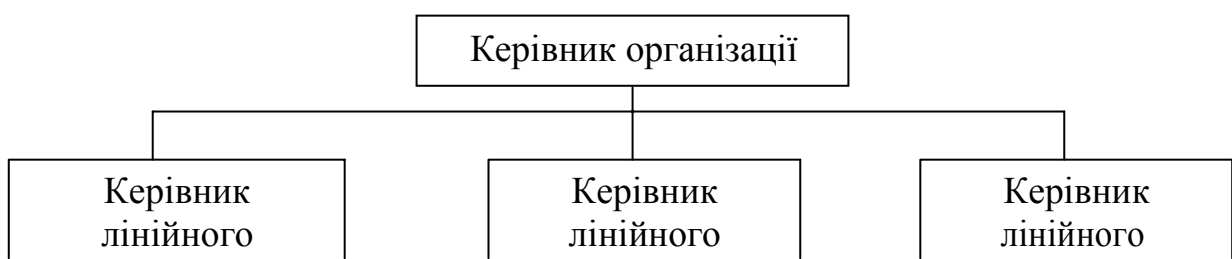 Керівник організації
Керівник
лінійного
Керівник
лінійного
Керівник
лінійного